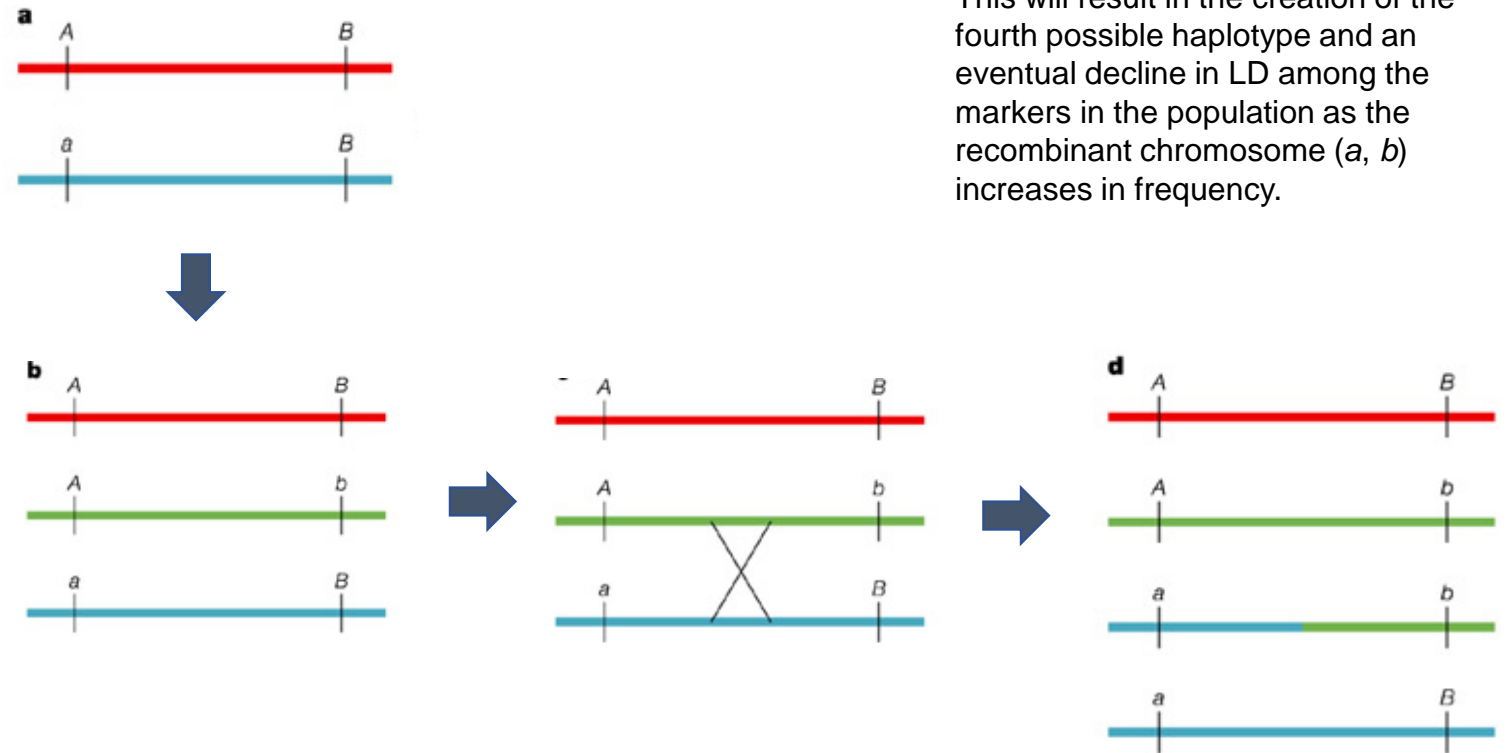 This will result in the creation of the
fourth possible haplotype and an
eventual decline in LD among the
markers in the population as the
recombinant chromosome (a, b)
increases in frequency.
a
A B
a B
b
A B
A b
a B
A B
A b
a B
d
A B
A b
a b
a B